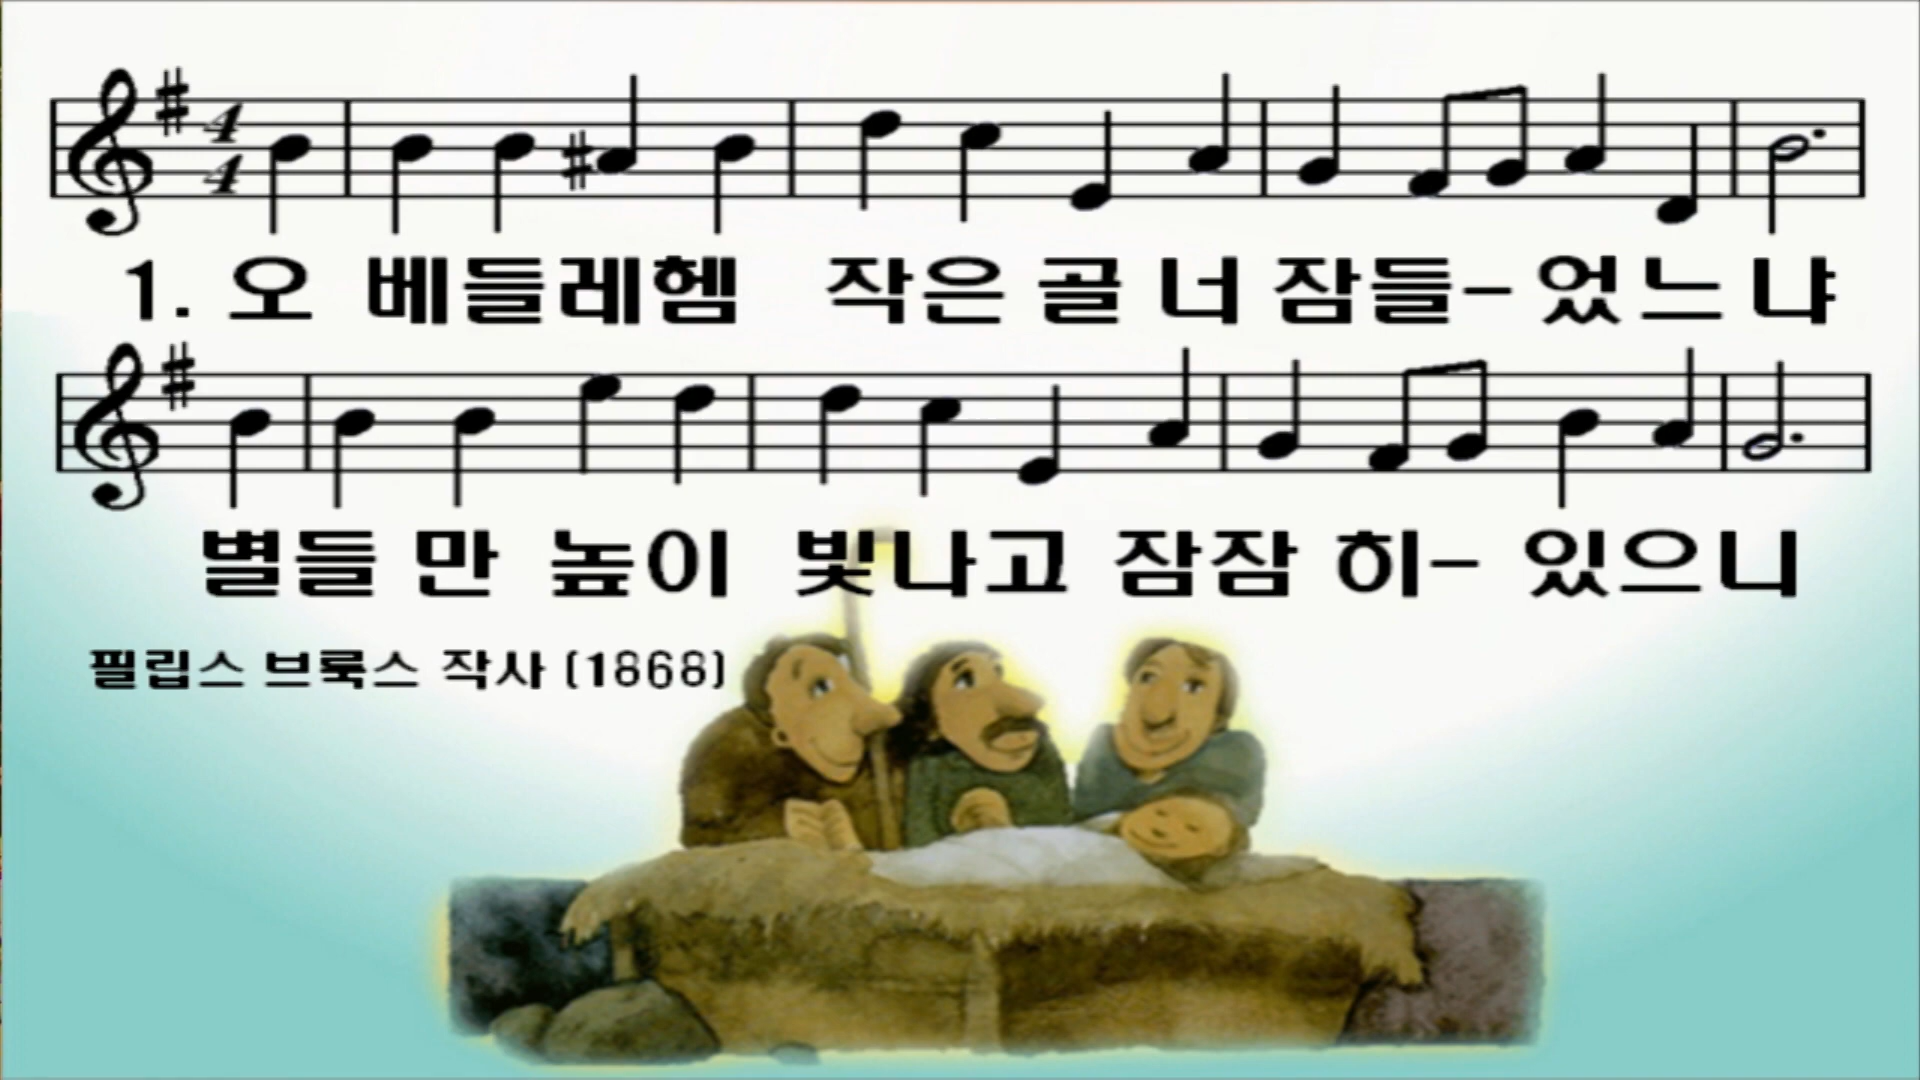 1. 오 베들레헴 작은 골 너 잠들-었느냐
별들 만 높이 빛나고 잠잠 히- 있으니
필립스 브룩스 작사 (1868)